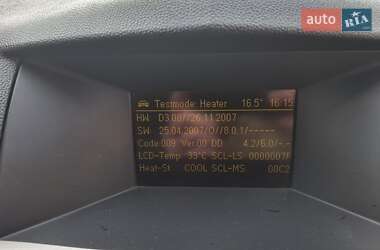 auto RIA.com
Testmode: Heater 16.5° 16:15
HW D3.00//26.11.2007
SW: 25.04.2007/0//8.0.1/-----
Code:009 Ver:00 DD 4.2/6.0/-.-
LCD-Temp 39°C SCL-LS: 0000007F
Heat-St: COOL SCL-MS: 00C2